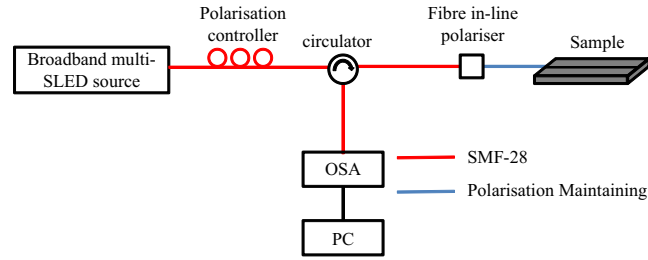 Polarisation
controller
circulator
Fibre in-line
polariser
Sample
Broadband multi-
SLED source
OSA
SMF-28
Polarisation Maintaining
PC